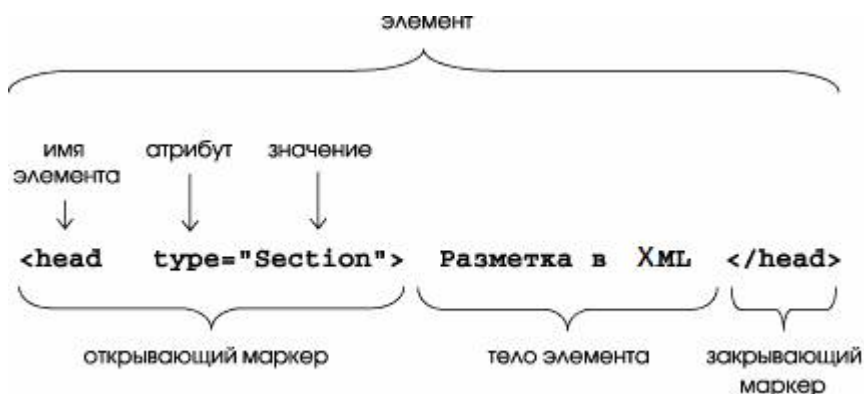 элемент
имя элемента
атрибут
значение
<head type="Section"> Разметка в XML </head>
открывающий маркер
тело элемента
закрывающий маркер